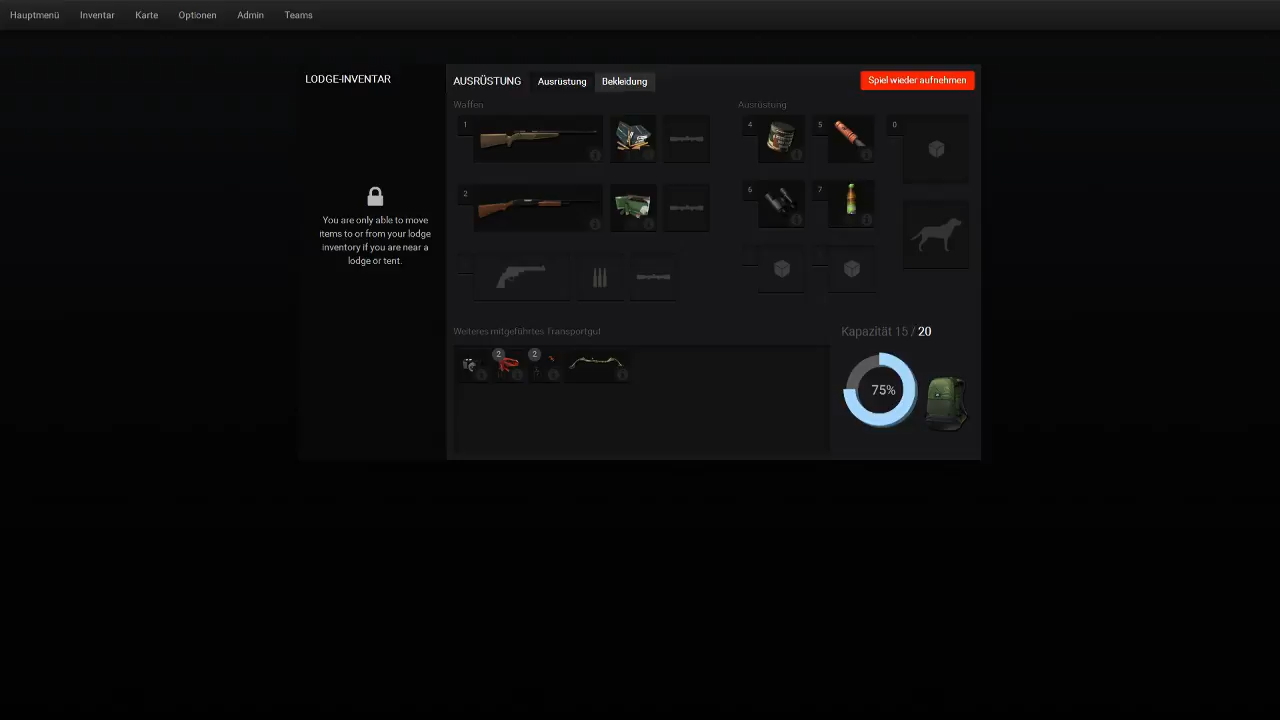 Hauptmenü Inventar Karte Optionen Admin Teams
LODGE-INVENTAR
You are only able to move
items to or from your lodge
inventory if you are near a
lodge or tent.
AUSRÜSTUNG Ausrüstung Bekleidung Spiel wieder aufnehmen
Waffen Ausrüstung
1 4 5 0
2 6 7
Weiteres mitgeführtes Transportgut Kapazität 15 / 20
2 2
75%